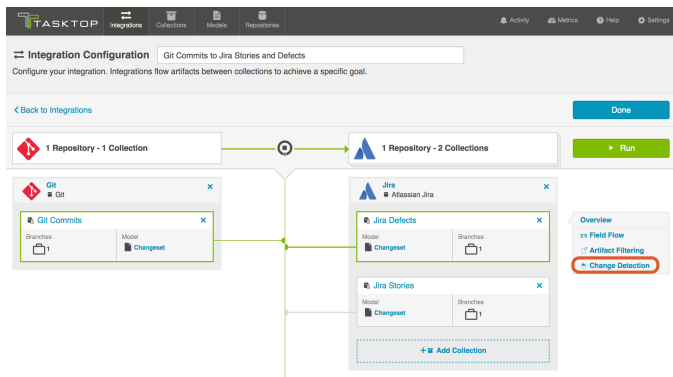 TASKTOP
Integrations
Collections
Models
Repositories
Activity
Metrics
Help
Settings
Integration Configuration
Git Commits to Jira Stories and Defects
Configure your integration. Integrations flow artifacts between collections to achieve a specific goal.
Back to Integrations
Done
1 Repository - 1 Collection
1 Repository - 2 Collections
Run
Git
Git
Git Commits
Branches
1
Model
Changeset
Jira
Atlassian Jira
Jira Defects
Model
Changeset
Branches
1
Jira Stories
Model
Changeset
Branches
1
+ Add Collection
Overview
Field Flow
Artifact Filtering
Change Detection